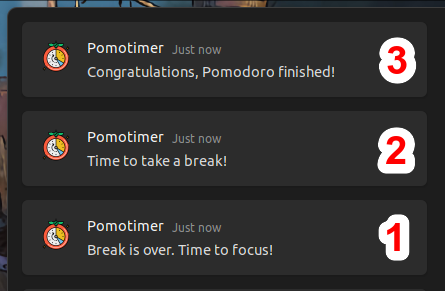 Pomotimer Just now
Congratulations, Pomodoro finished!
3
Pomotimer Just now
Time to take a break!
2
Pomotimer Just now
Break is over. Time to focus!
1